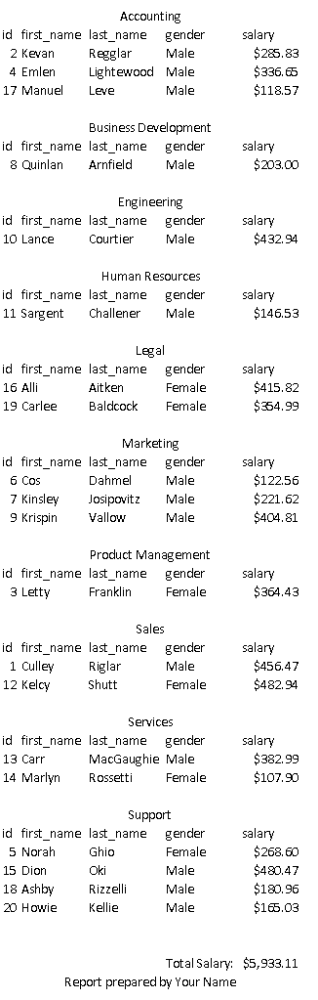 Accounting
id first_name last_name gender salary
2 Kevan Regglar Male $285.83
4 Emlen Lightewood Male $336.65
17 Manuel Leve Male $118.57
Business Development
id first_name last_name gender salary
8 Quinlan Arnfield Male $203.00
Engineering
id first_name last_name gender salary
10 Lance Courtier Male $432.94
Human Resources
id first_name last_name gender salary
11 Sargent Challener Male $146.53
Legal
id first_name last_name gender salary
16 Alli Aitken Female $415.82
19 Carlee Baldcock Female $354.99
Marketing
id first_name last_name gender salary
6 Cos Dahmel Male $122.56
7 Kinsley Josipovitz Male $221.62
9 Krispin Vallow Male $404.81
Product Management
id first_name last_name gender salary
3 Letty Franklin Female $364.43
Sales
id first_name last_name gender salary
1 Culley Riglar Male $456.47
12 Kelcy Shutt Female $482.94
Services
id first_name last_name gender salary
13 Carr MacGaughie Male $382.99
14 Marlyn Rossetti Female $107.90
Support
id first_name last_name gender salary
5 Norah Ghio Female $268.60
15 Dion Oki Male $480.47
18 Ashby Rizzelli Male $180.96
20 Howie Kellie Male $165.03
Total Salary: $5,933.11
Report prepared by Your Name